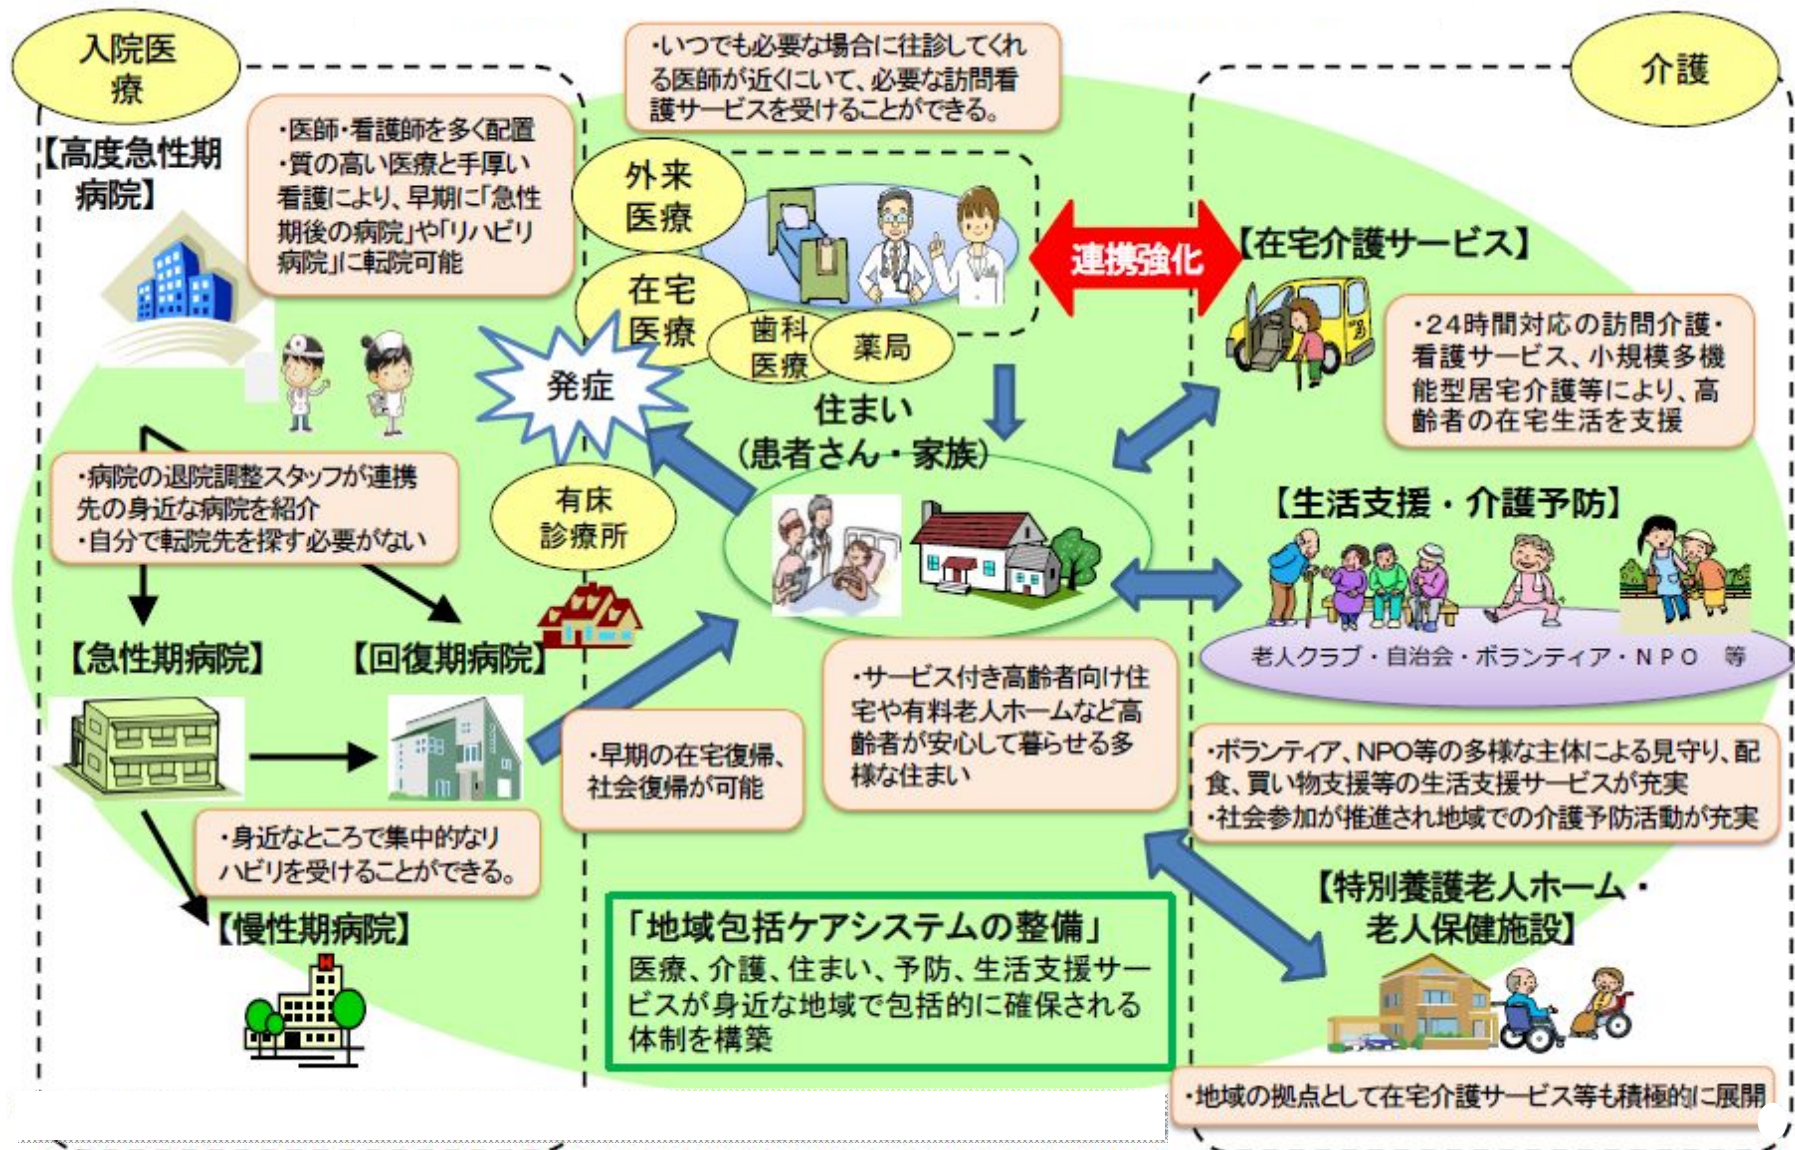 入院医
療
【高度急性期
病院】
・医師・看護師を多く配置
・質の高い医療と手厚い
看護により、早期に「急性
期後の病院」や「リハビリ
病院」に転院可能
・病院の退院調整スタッフが連携
先の身近な病院を紹介
・自分で転院先を探す必要がない
【急性期病院】
【回復期病院】
・身近なところで集中的なリ
ハビリを受けることができる。
【慢性期病院】
H
・いつでも必要な場合に往診してくれ
る医師が近くにいて、必要な訪問看
護サービスを受けることができる。
外来
医療
在宅
医療
歯科
医療
薬局
発症
有床
診療所
住まい
(患者さん・家族)
・早期の在宅復帰、
社会復帰が可能
・サービス付き高齢者向け住
宅や有料老人ホームなど高
齢者が安心して暮らせる多
様な住まい
「地域包括ケアシステムの整備」
医療、介護、住まい、予防、生活支援サー
ビスが身近な地域で包括的に確保される
体制を構築
連携強化
介護
【在宅介護サービス】
・24時間対応の訪問介護・
看護サービス、小規模多機
能型居宅介護等により、高
齢者の在宅生活を支援
【生活支援・介護予防】
老人クラブ・自治会・ボランティア・NPO 等
・ボランティア、NPO等の多様な主体による見守り、配
食、買い物支援等の生活支援サービスが充実
・社会参加が推進され地域での介護予防活動が充実
【特別養護老人ホーム・
老人保健施設】
・地域の拠点として在宅介護サービス等も積極的に展開